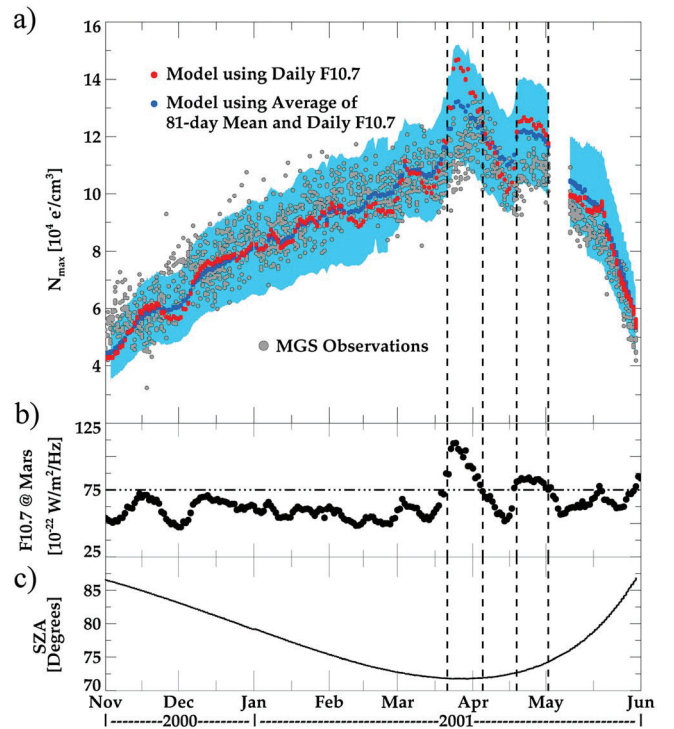 a)
16
14
12
10
8
6
4
N_max [10^4 e^-/cm^3]
Model using Daily F10.7
Model using Average of
81-day Mean and Daily F10.7
MGS Observations
b)
125
75
25
F10.7 @ Mars
[10^-22 W/m^2/Hz]
c)
85
80
75
70
SZA
[Degrees]
Nov Dec Jan Feb Mar Apr May Jun
|---------2000---------|-----------------------2001-----------------------|